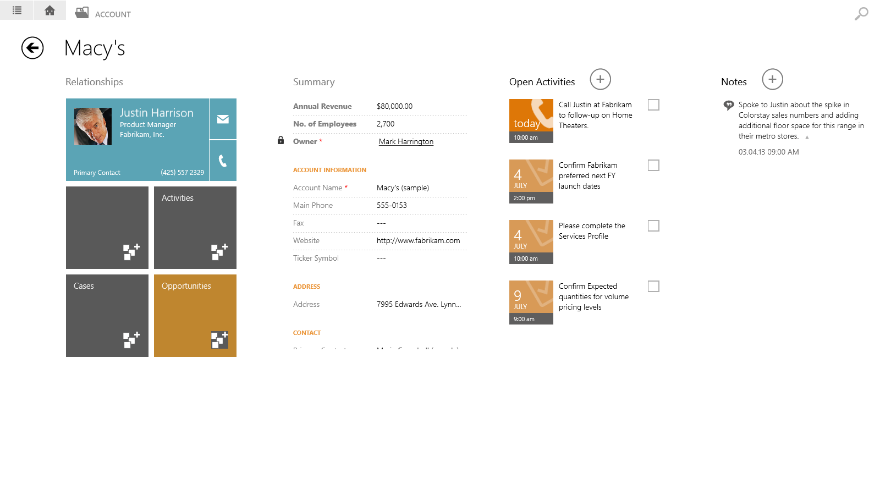 ACCOUNT
Macy's
Relationships
Justin Harrison
Product Manager
Fabrikam, Inc.
Primary Contact (425) 557 2329
Activities
Cases
Opportunities
Summary
Annual Revenue $80,000.00
No. of Employees 2,700
Owner * Mark Harrington
ACCOUNT INFORMATION
Account Name * Macy's (sample)
Main Phone 555-0153
Fax ---
Website http://www.fabrikam.com
Ticker Symbol ---
ADDRESS
Address 7995 Edwards Ave. Lynn...
CONTACT
Open Activities
today
10:00 am
Call Justin at Fabrikam
to follow-up on Home
Theaters.
4
JULY
2:00 pm
Confirm Fabrikam
preferred next FY
launch dates
4
JULY
10:00 am
Please complete the
Services Profile
9
JULY
9:00 am
Confirm Expected
quantities for volume
pricing levels
Notes
Spoke to Justin about the spike in
Colorstay sales numbers and adding
additional floor space for this range in
their metro stores.
03.04.13 09:00 AM